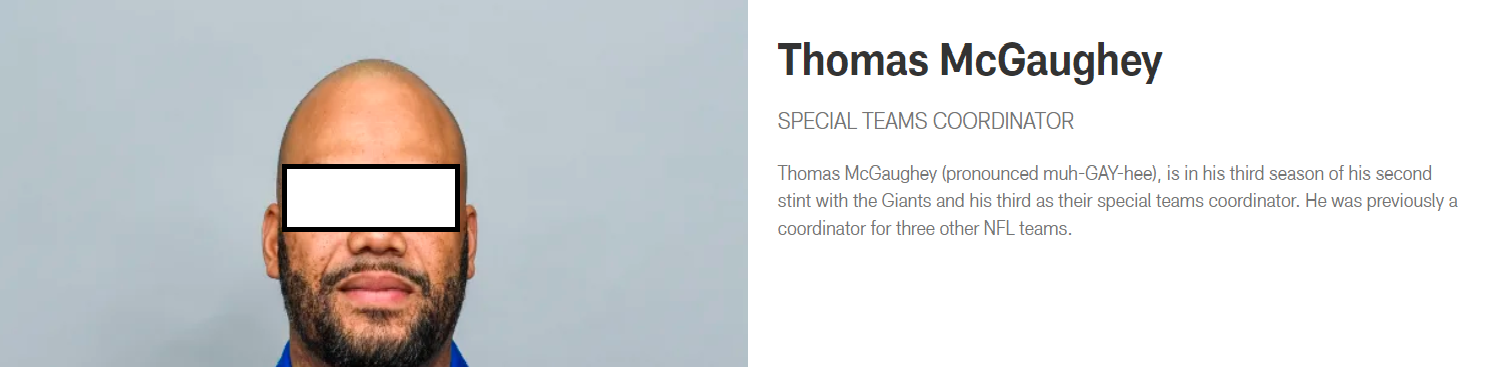 Thomas McGaughey
SPECIAL TEAMS COORDINATOR
Thomas McGaughey (pronounced muh-GAY-hee), is in his third season of his second
stint with the Giants and his third as their special teams coordinator. He was previously a
coordinator for three other NFL teams.